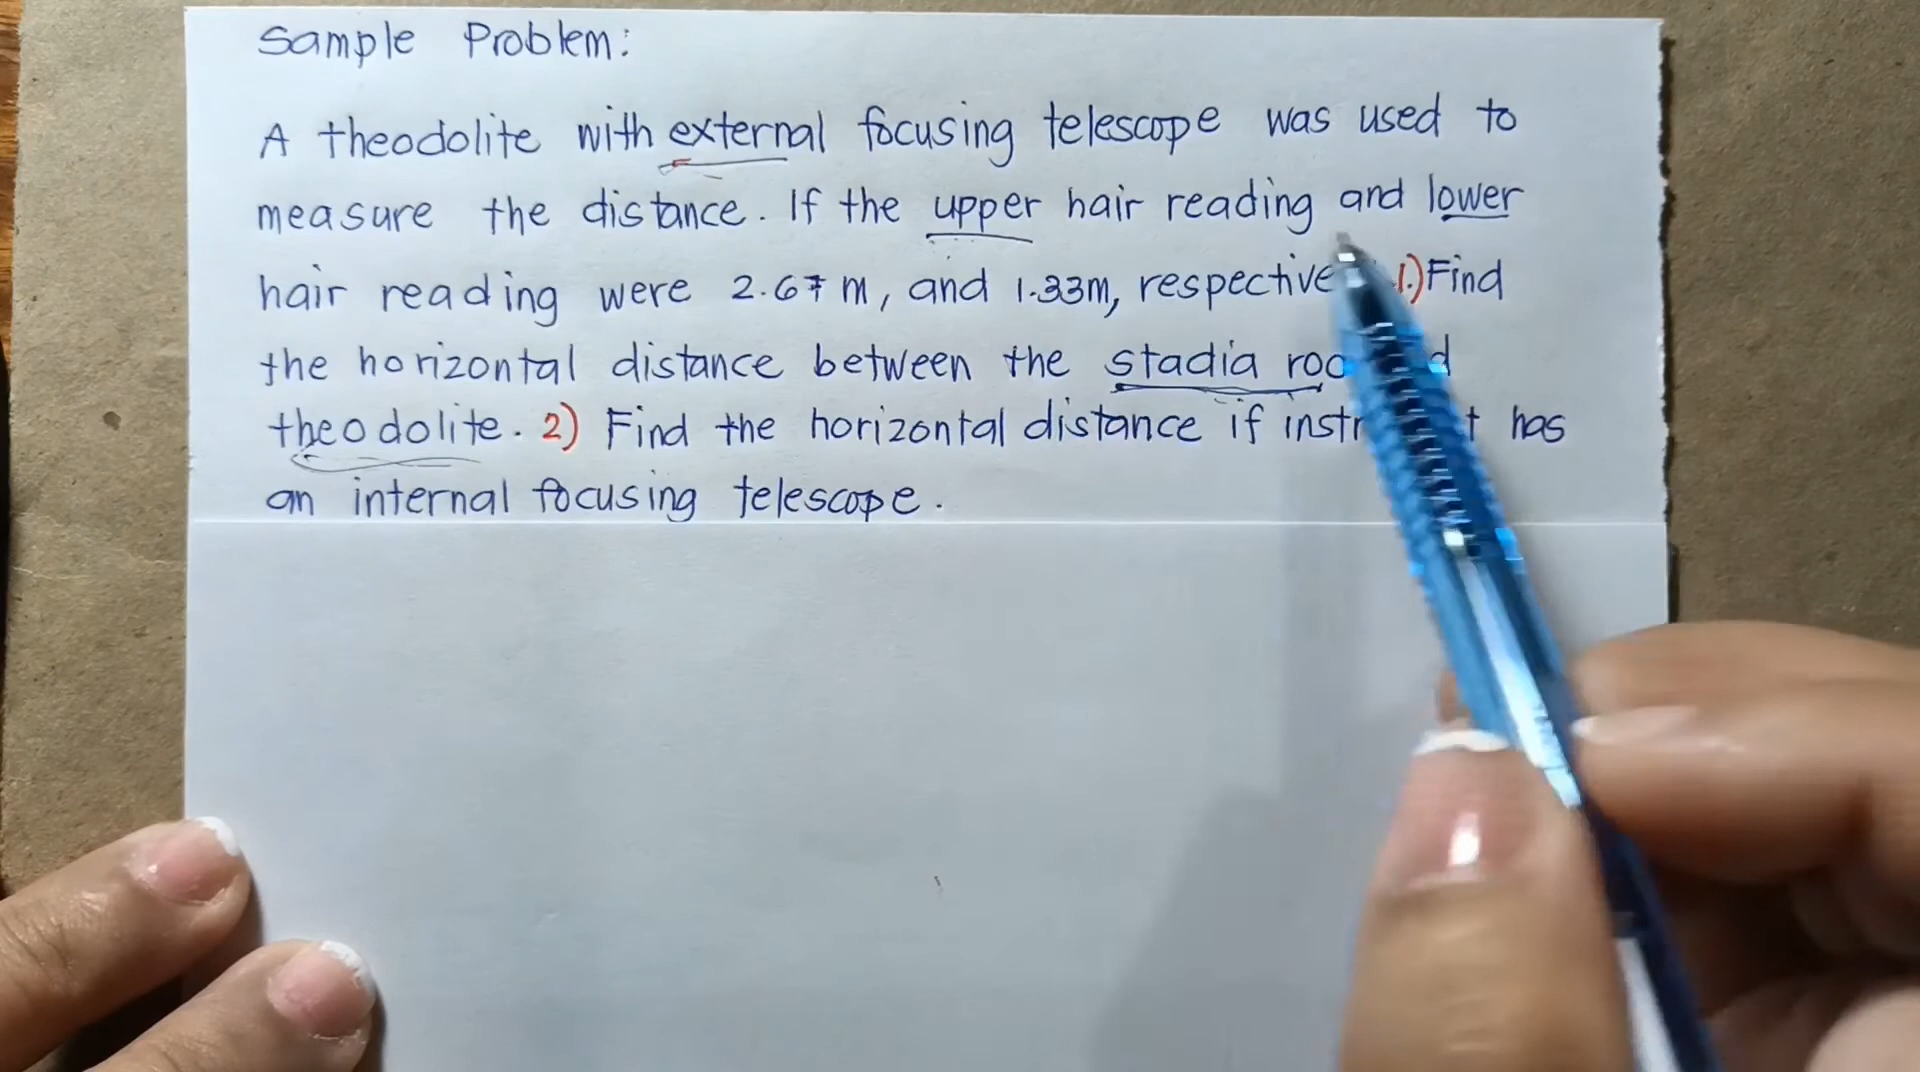 Sample Problem:
A theodolite with external focusing telescope was used to
measure the distance. If the upper hair reading and lower
hair reading were 2.67 m, and 1.33m, respective 1.) Find
the horizontal distance between the stadia
theodolite. 2) Find the horizontal distance if has
an internal focusing telescope.